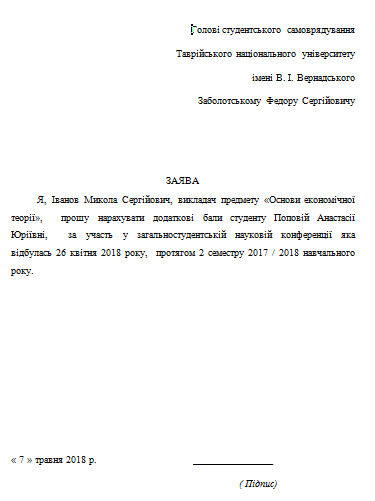 Голові студентського самоврядування
Таврійського національного університету
імені В. І. Вернадського
Заболотському Федору Сергійовичу
ЗАЯВА
Я, Іванов Микола Сергійович, викладач предмету «Основи економічної
теорії», прошу нарахувати додаткові бали студенту Поповій Анастасії
Юріївні, за участь у загальностудентській науковій конференції яка
відбулась 26 квітня 2018 року, протягом 2 семестру 2017 / 2018 навчального
року.
« 7 » травня 2018 р. ________________
( Підпис)